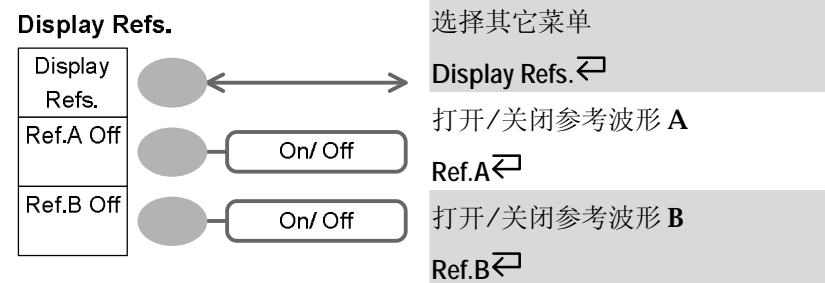 Display Refs.
Display
Refs.
Ref.A Off
On/ Off
Ref.B Off
On/ Off
选择其它菜单
Display Refs.
打开/关闭参考波形 A
Ref.A
打开/关闭参考波形 B
Ref.B